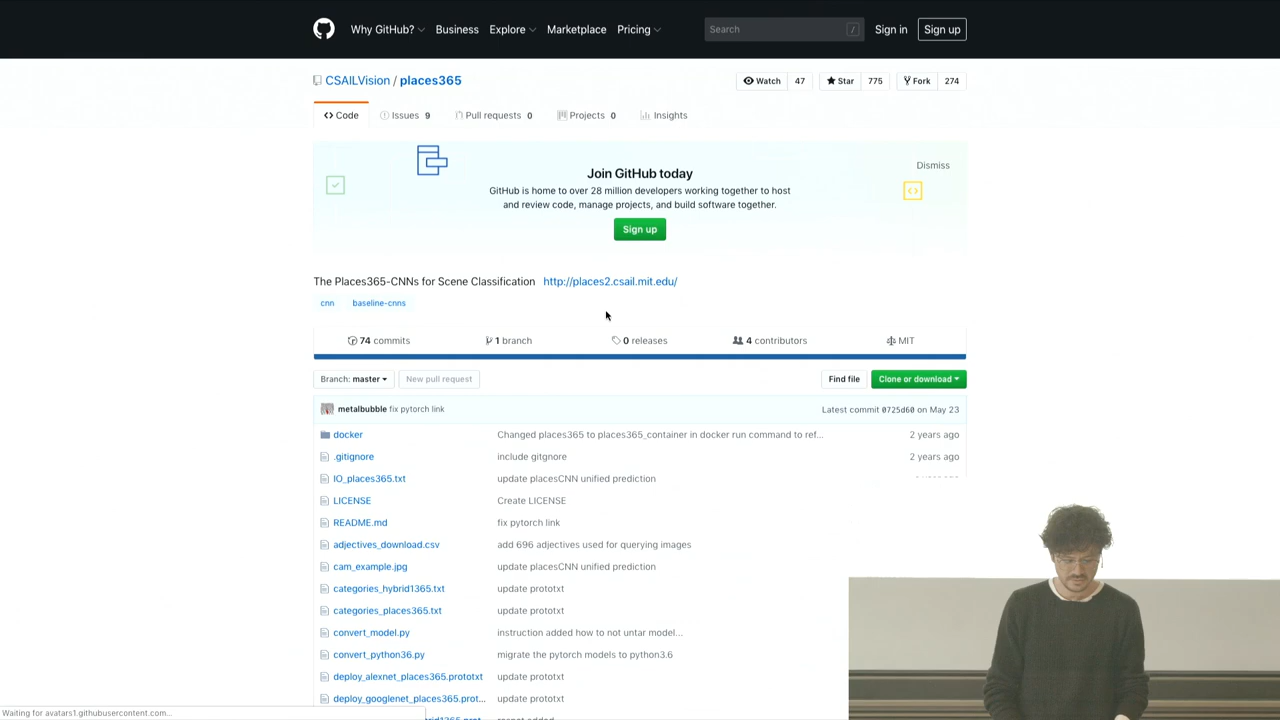 Why GitHub? Business Explore Marketplace Pricing Search / Sign in Sign up
CSAILVision / places365 Watch 47 Star 775 Fork 274
Code Issues 9 Pull requests 0 Projects 0 Insights
Join GitHub today
Dismiss
GitHub is home to over 28 million developers working together to host
and review code, manage projects, and build software together.
Sign up
The Places365-CNNs for Scene Classification http://places2.csail.mit.edu/
cnn baseline-cnns
74 commits 1 branch 0 releases 4 contributors MIT
Branch: master New pull request Find file Clone or download
metalbubble fix pytorch link Latest commit 0725d60 on May 23
docker Changed places365 to places365_container in docker run command to ref... 2 years ago
.gitignore include gitgnore 2 years ago
IO_places365.txt update placesCNN unified prediction
LICENSE Create LICENSE
README.md fix pytorch link
adjectives_download.csv add 696 adjectives used for querying images
cam_example.jpg update placesCNN unified prediction
categories_hybrid1365.txt update prototxt
categories_places365.txt update prototxt
convert_model.py instruction added how to not untar model...
convert_python36.py migrate the pytorch models to python3.6
deploy_alexnet_places365.prototxt update prototxt
deploy_googlenet_places365.prot... update prototxt
Waiting for avatars1.githubusercontent.com...